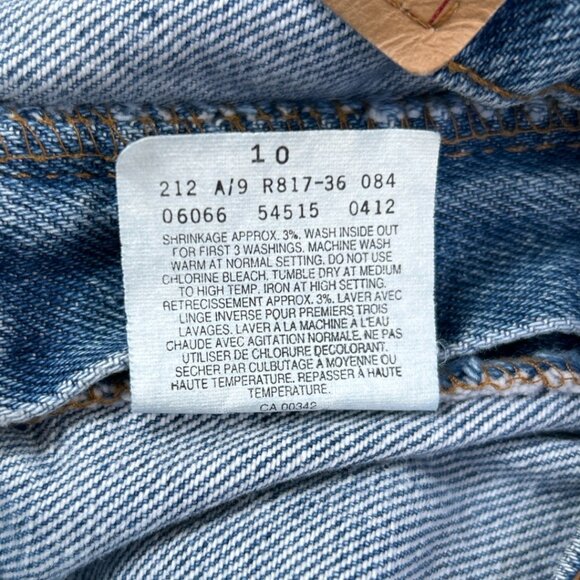 10
212 A/9 R817-36 084
06066 54515 0412
SHRINKAGE APPROX. 3%. WASH INSIDE OUT
FOR FIRST 3 WASHINGS. MACHINE WASH
WARM AT NORMAL SETTING. DO NOT USE
CHLORINE BLEACH, TUMBLE DRY AT MEDIUM
TO HIGH TEMP. IRON AT HIGH SETTING.
RETRECISSEMENT APPROX. 3%. LAVER AVEC
LINGE INVERSE POUR PREMIERS TROIS
LAVAGES. LAVER A LA MACHINE À L'EAU
CHAUDE AVEC AGITATION NORMALE. NE PAS
UTILISER DE CHLORURE DECOLORANT.
SÉCHER PAR CULBUTAGE À MOYENNE OU
HAUTE TEMPERATURE. REPASSER À HAUTE
TEMPERATURE.
CA 00342